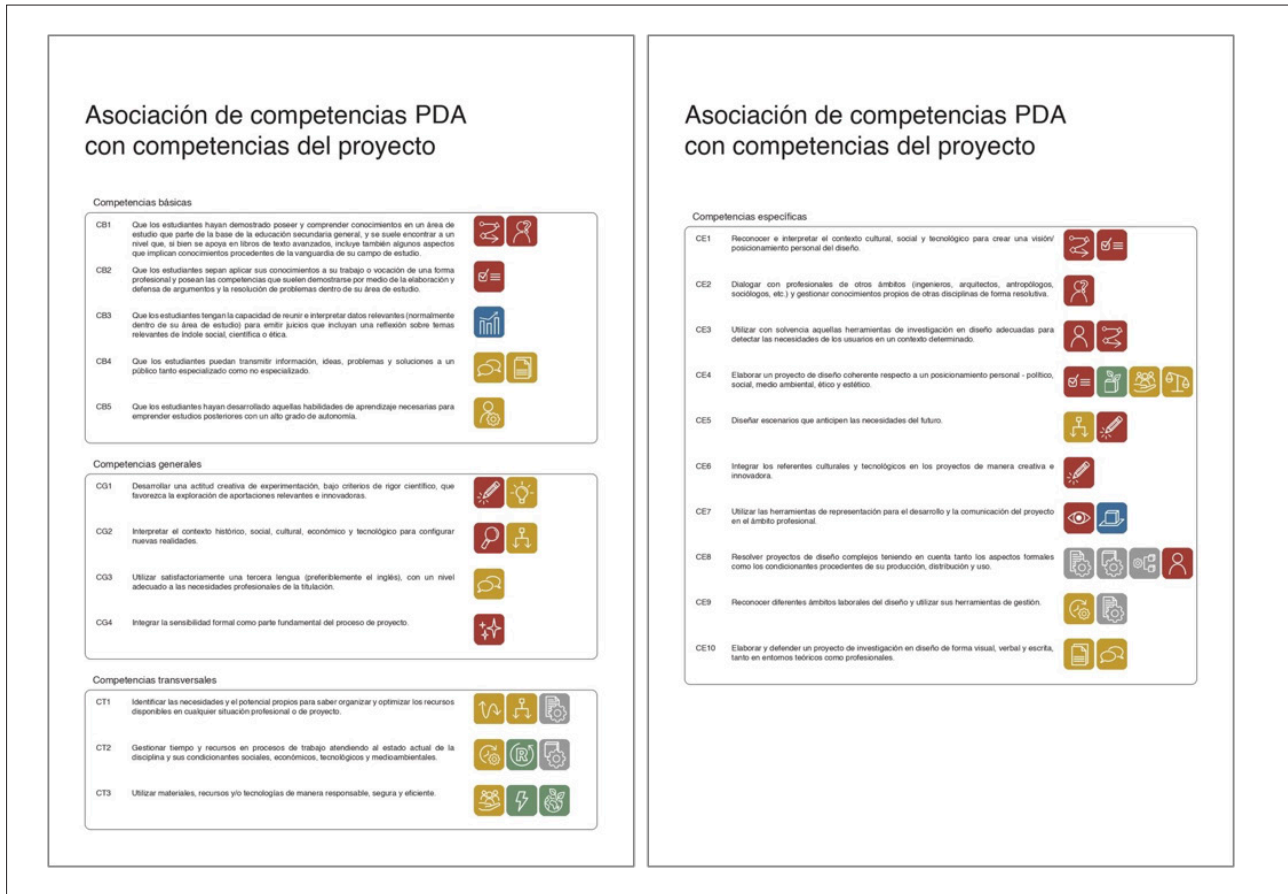 Asociación de competencias PDA
con competencias del proyecto
Competencias básicas
CB1 Que los estudiantes hayan demostrado poseer y comprender conocimientos en un área de
estudio que parte de la base de la educación secundaria general, y se suele encontrar a un
nivel que, si bien se apoya en libros de texto avanzados, incluye también algunos aspectos
que implican conocimientos procedentes de la vanguardia de su campo de estudio.
CB2 Que los estudiantes sepan aplicar sus conocimientos a su trabajo o vocación de una forma
profesional y posean las competencias que suelen demostrarse por medio de la elaboración y
defensa de argumentos y la resolución de problemas dentro de su área de estudio.
CB3 Que los estudiantes tengan la capacidad de reunir e interpretar datos relevantes (normalmente
dentro de su área de estudio) para emitir juicios que incluyan una reflexión sobre temas
relevantes de índole social, científica o ética.
CB4 Que los estudiantes puedan transmitir información, ideas, problemas y soluciones a un
público tanto especializado como no especializado.
CB5 Que los estudiantes hayan desarrollado aquellas habilidades de aprendizaje necesarias para
emprender estudios posteriores con un alto grado de autonomía.
Competencias generales
CG1 Desarrollar una actitud creativa de experimentación, bajo criterios de rigor científico, que
favorezca la exploración de aportaciones relevantes e innovadoras.
CG2 Interpretar el contexto histórico, social, cultural, económico y tecnológico para configurar
nuevas realidades.
CG3 Utilizar satisfactoriamente una tercera lengua (preferiblemente el inglés), con un nivel
adecuado a las necesidades profesionales de la titulación.
CG4 Integrar la sensibilidad formal como parte fundamental del proceso de proyecto.
Competencias transversales
CT1 Identificar las necesidades y el potencial propios para saber organizar y optimizar los recursos
disponibles en cualquier situación profesional o de proyecto.
CT2 Gestionar tiempo y recursos en procesos de trabajo atendiendo al estado actual de la
disciplina y sus condicionantes sociales, económicos, tecnológicos y medioambientales.
R
CT3 Utilizar materiales, recursos y/o tecnologías de manera responsable, segura y eficiente.
Asociación de competencias PDA
con competencias del proyecto
Competencias específicas
CE1 Reconocer e interpretar el contexto cultural, social y tecnológico para crear una visión/
posicionamiento personal del diseño.
CE2 Dialogar con profesionales de otros ámbitos (ingenieros, arquitectos, antropólogos,
sociólogos, etc.) y gestionar conocimientos propios de otras disciplinas de forma resolutiva.
CE3 Utilizar con solvencia aquellas herramientas de investigación en diseño adecuadas para
detectar las necesidades de los usuarios en un contexto determinado.
CE4 Elaborar un proyecto de diseño coherente respecto a un posicionamiento personal - político,
social, medio ambiental, ético y estético.
CE5 Diseñar escenarios que anticipen las necesidades del futuro.
CE6 Integrar los referentes culturales y tecnológicos en los proyectos de manera creativa e
innovadora.
CE7 Utilizar las herramientas de representación para el desarrollo y la comunicación del proyecto
en el ámbito profesional.
CE8 Resolver proyectos de diseño complejos teniendo en cuenta tanto los aspectos formales
como los condicionantes procedentes de su producción, distribución y uso.
CE9 Reconocer diferentes ámbitos laborales del diseño y utilizar sus herramientas de gestión.
CE10 Elaborar y defender un proyecto de investigación en diseño de forma visual, verbal y escrita,
tanto en entornos teóricos como profesionales.